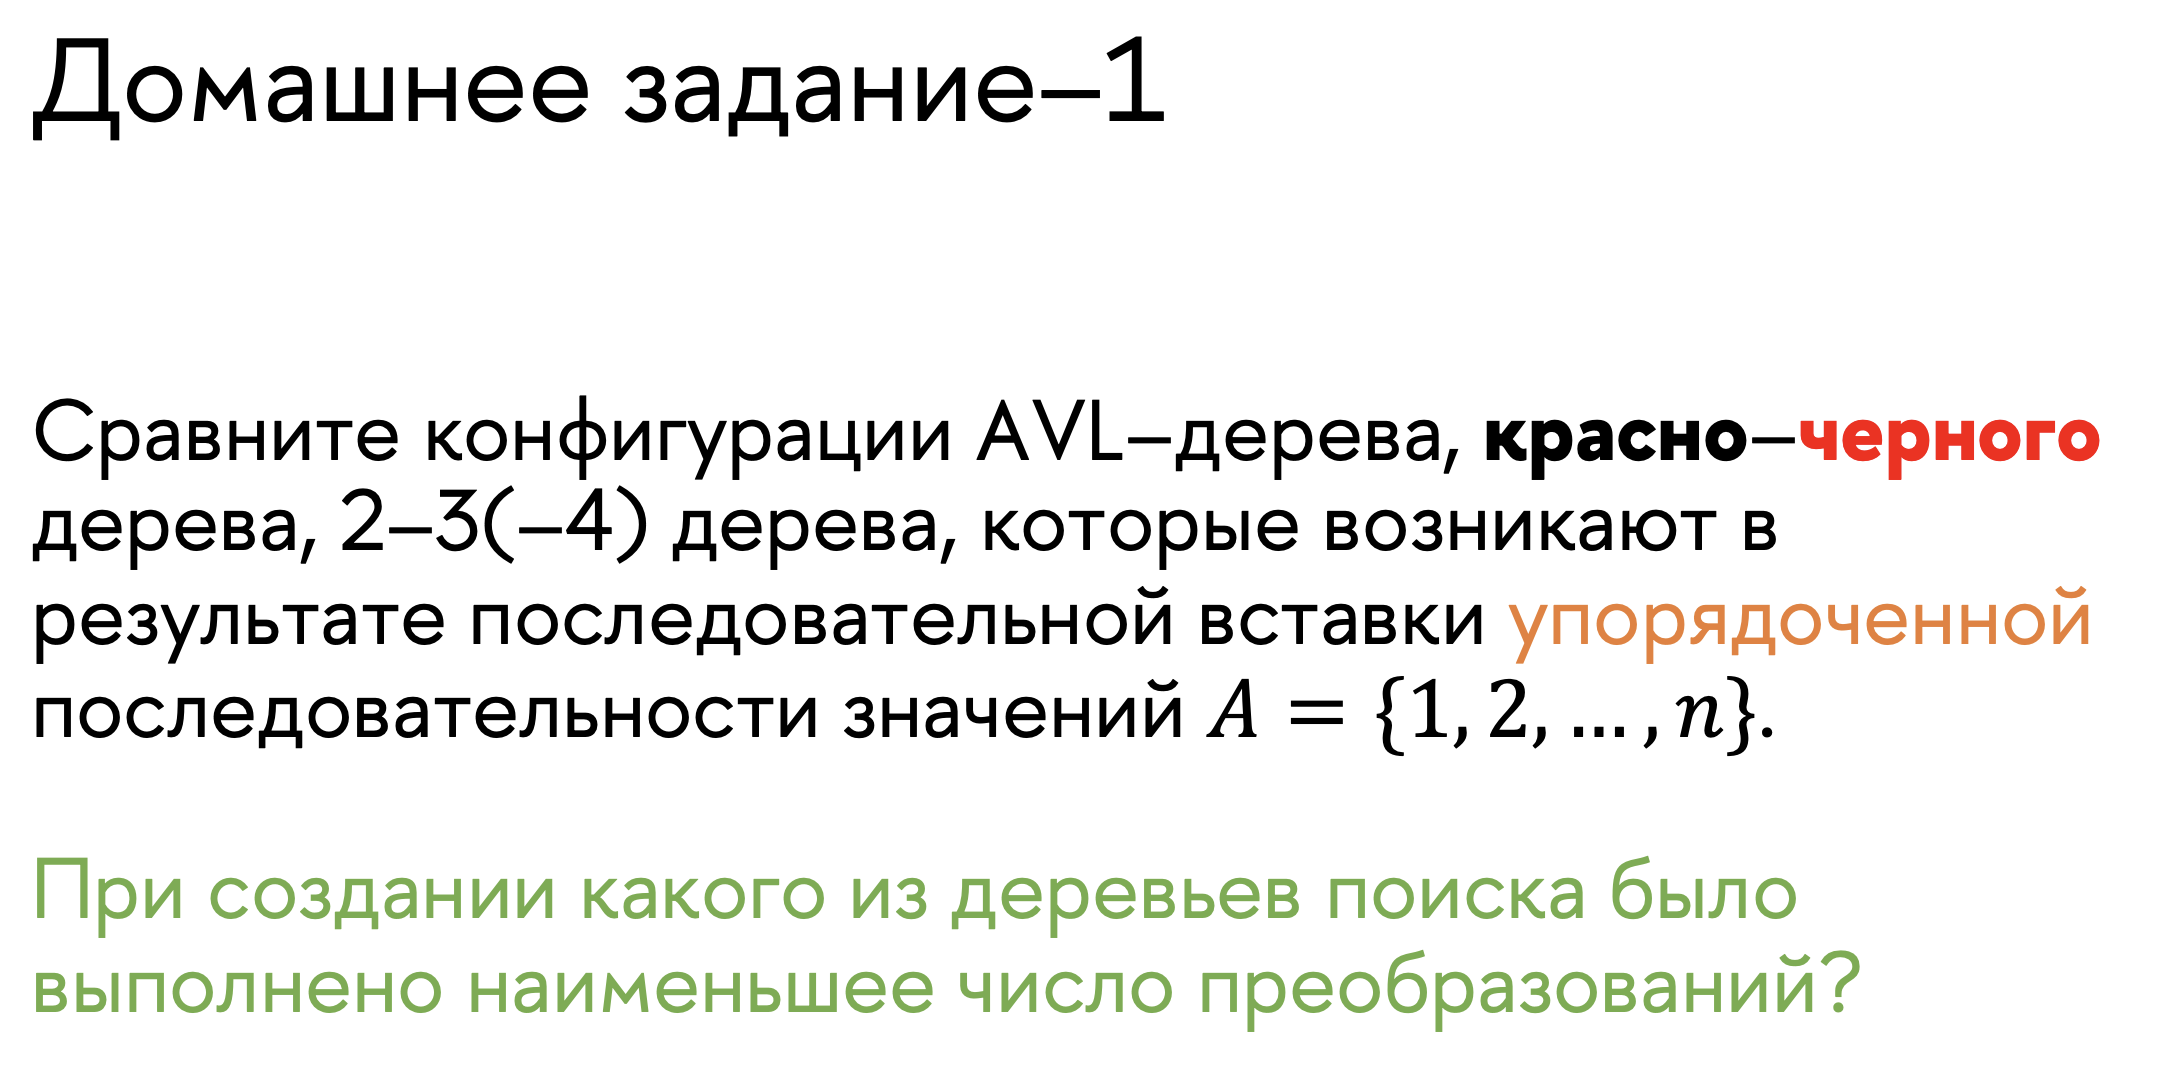 Домашнее задание–1
Сравните конфигурации AVL–дерева, красно–черного
дерева, 2–3(–4) дерева, которые возникают в
результате последовательной вставки упорядоченной
последовательности значений A = {1, 2, … , n}.
При создании какого из деревьев поиска было
выполнено наименьшее число преобразований?